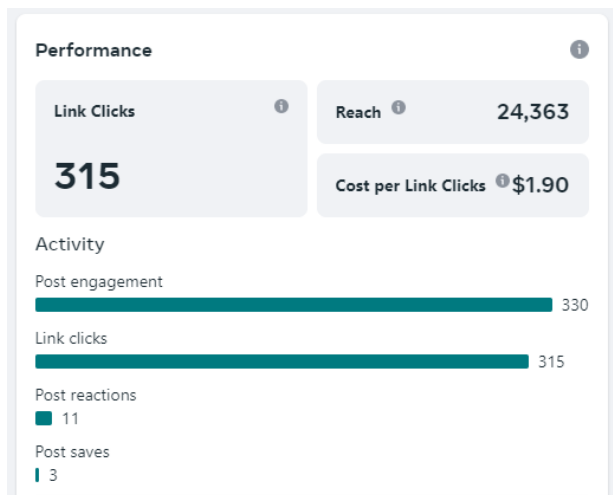 Performance
Link Clicks
315
Reach 24,363
Cost per Link Clicks $1.90
Activity
Post engagement
330
Link clicks
315
Post reactions
11
Post saves
3